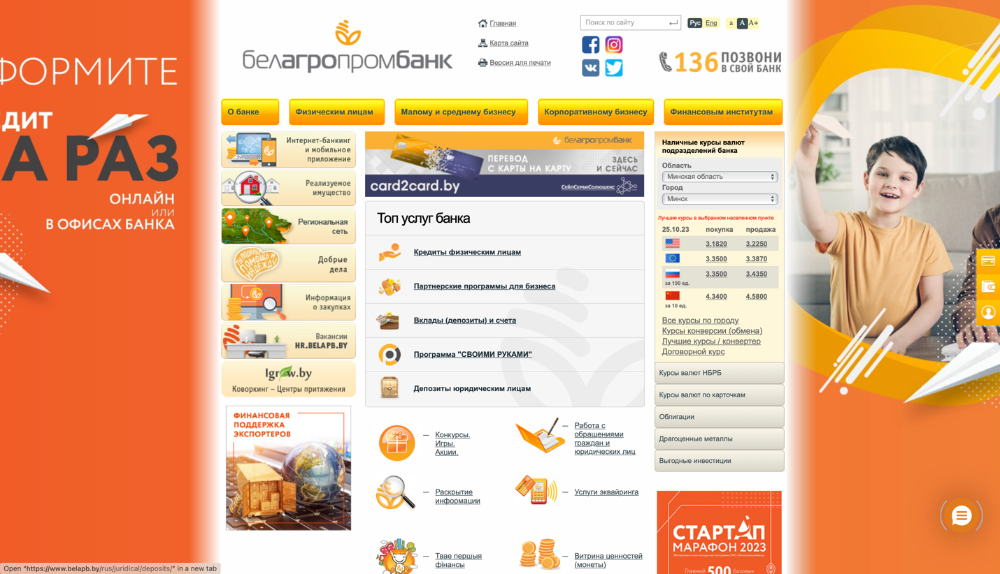 ФОРМИТЕ
ДИТ
А РАЗ
ОНЛАЙН
или
В ОФИСАХ БАНКА
белагропромбанк
Главная
Карта сайта
Версия для печати
Поиск по сайту
Рус Eng a A A+
136 ПОЗВОНИ
В СВОЙ БАНК
О банке
Физическим лицам
Малому и среднему бизнесу
Корпоративному бизнесу
Финансовым институтам
Интернет-банкинг
и мобильное
приложение
Реализуемое
имущество
Региональная
сеть
ПОМОЩЬ И
НАДЕЖДУ
Добрые
дела
Информация
о закупках
Вакансии
HR.BELAPB.BY
Igrow.by
Коворкинг – Центры притяжения
ФИНАНСОВАЯ
ПОДДЕРЖКА
ЭКСПОРТЕРОВ
белагропромбанк
ПЕРЕВОД
С КАРТЫ НА КАРТУ
ЗДЕСЬ
И СЕЙЧАС
card2card.by
СЕЙЛСЕРВИСОЛЮШЕНС
Топ услуг банка
Кредиты физическим лицам
Партнерские программы для бизнеса
Вклады (депозиты) и счета
Программа "СВОИМИ РУКАМИ"
Депозиты юридическим лицам
— Конкурсы.
Игры.
Акции.
— Работа с
обращениями
граждан и
юридических лиц
— Раскрытие
информации
— Услуги эквайринга
— Твае першыя
фінансы
— Витрина ценностей
(монеты)
Наличные курсы валют
подразделений банка
Область
Минская область
Город
Минск
Лучшие курсы в выбранном населенном пункте
25.10.23 покупка продажа
3.1820 3.2250
3.3500 3.3870
3.3500 3.4350
за 100 ед.
4.3400 4.5800
за 10 ед.
Все курсы по городу
Курсы конверсии (обмена)
Лучшие курсы / конвертер
Договорной курс
Курсы валют НБРБ
Курсы валют по карточкам
Облигации
Драгоценные металлы
Выгодные инвестиции
СТАРТАП
МАРАФОН 2023
Главный 500 базовых
Open "https://www.belapb.by/rus/juridical/deposits/" in a new tab